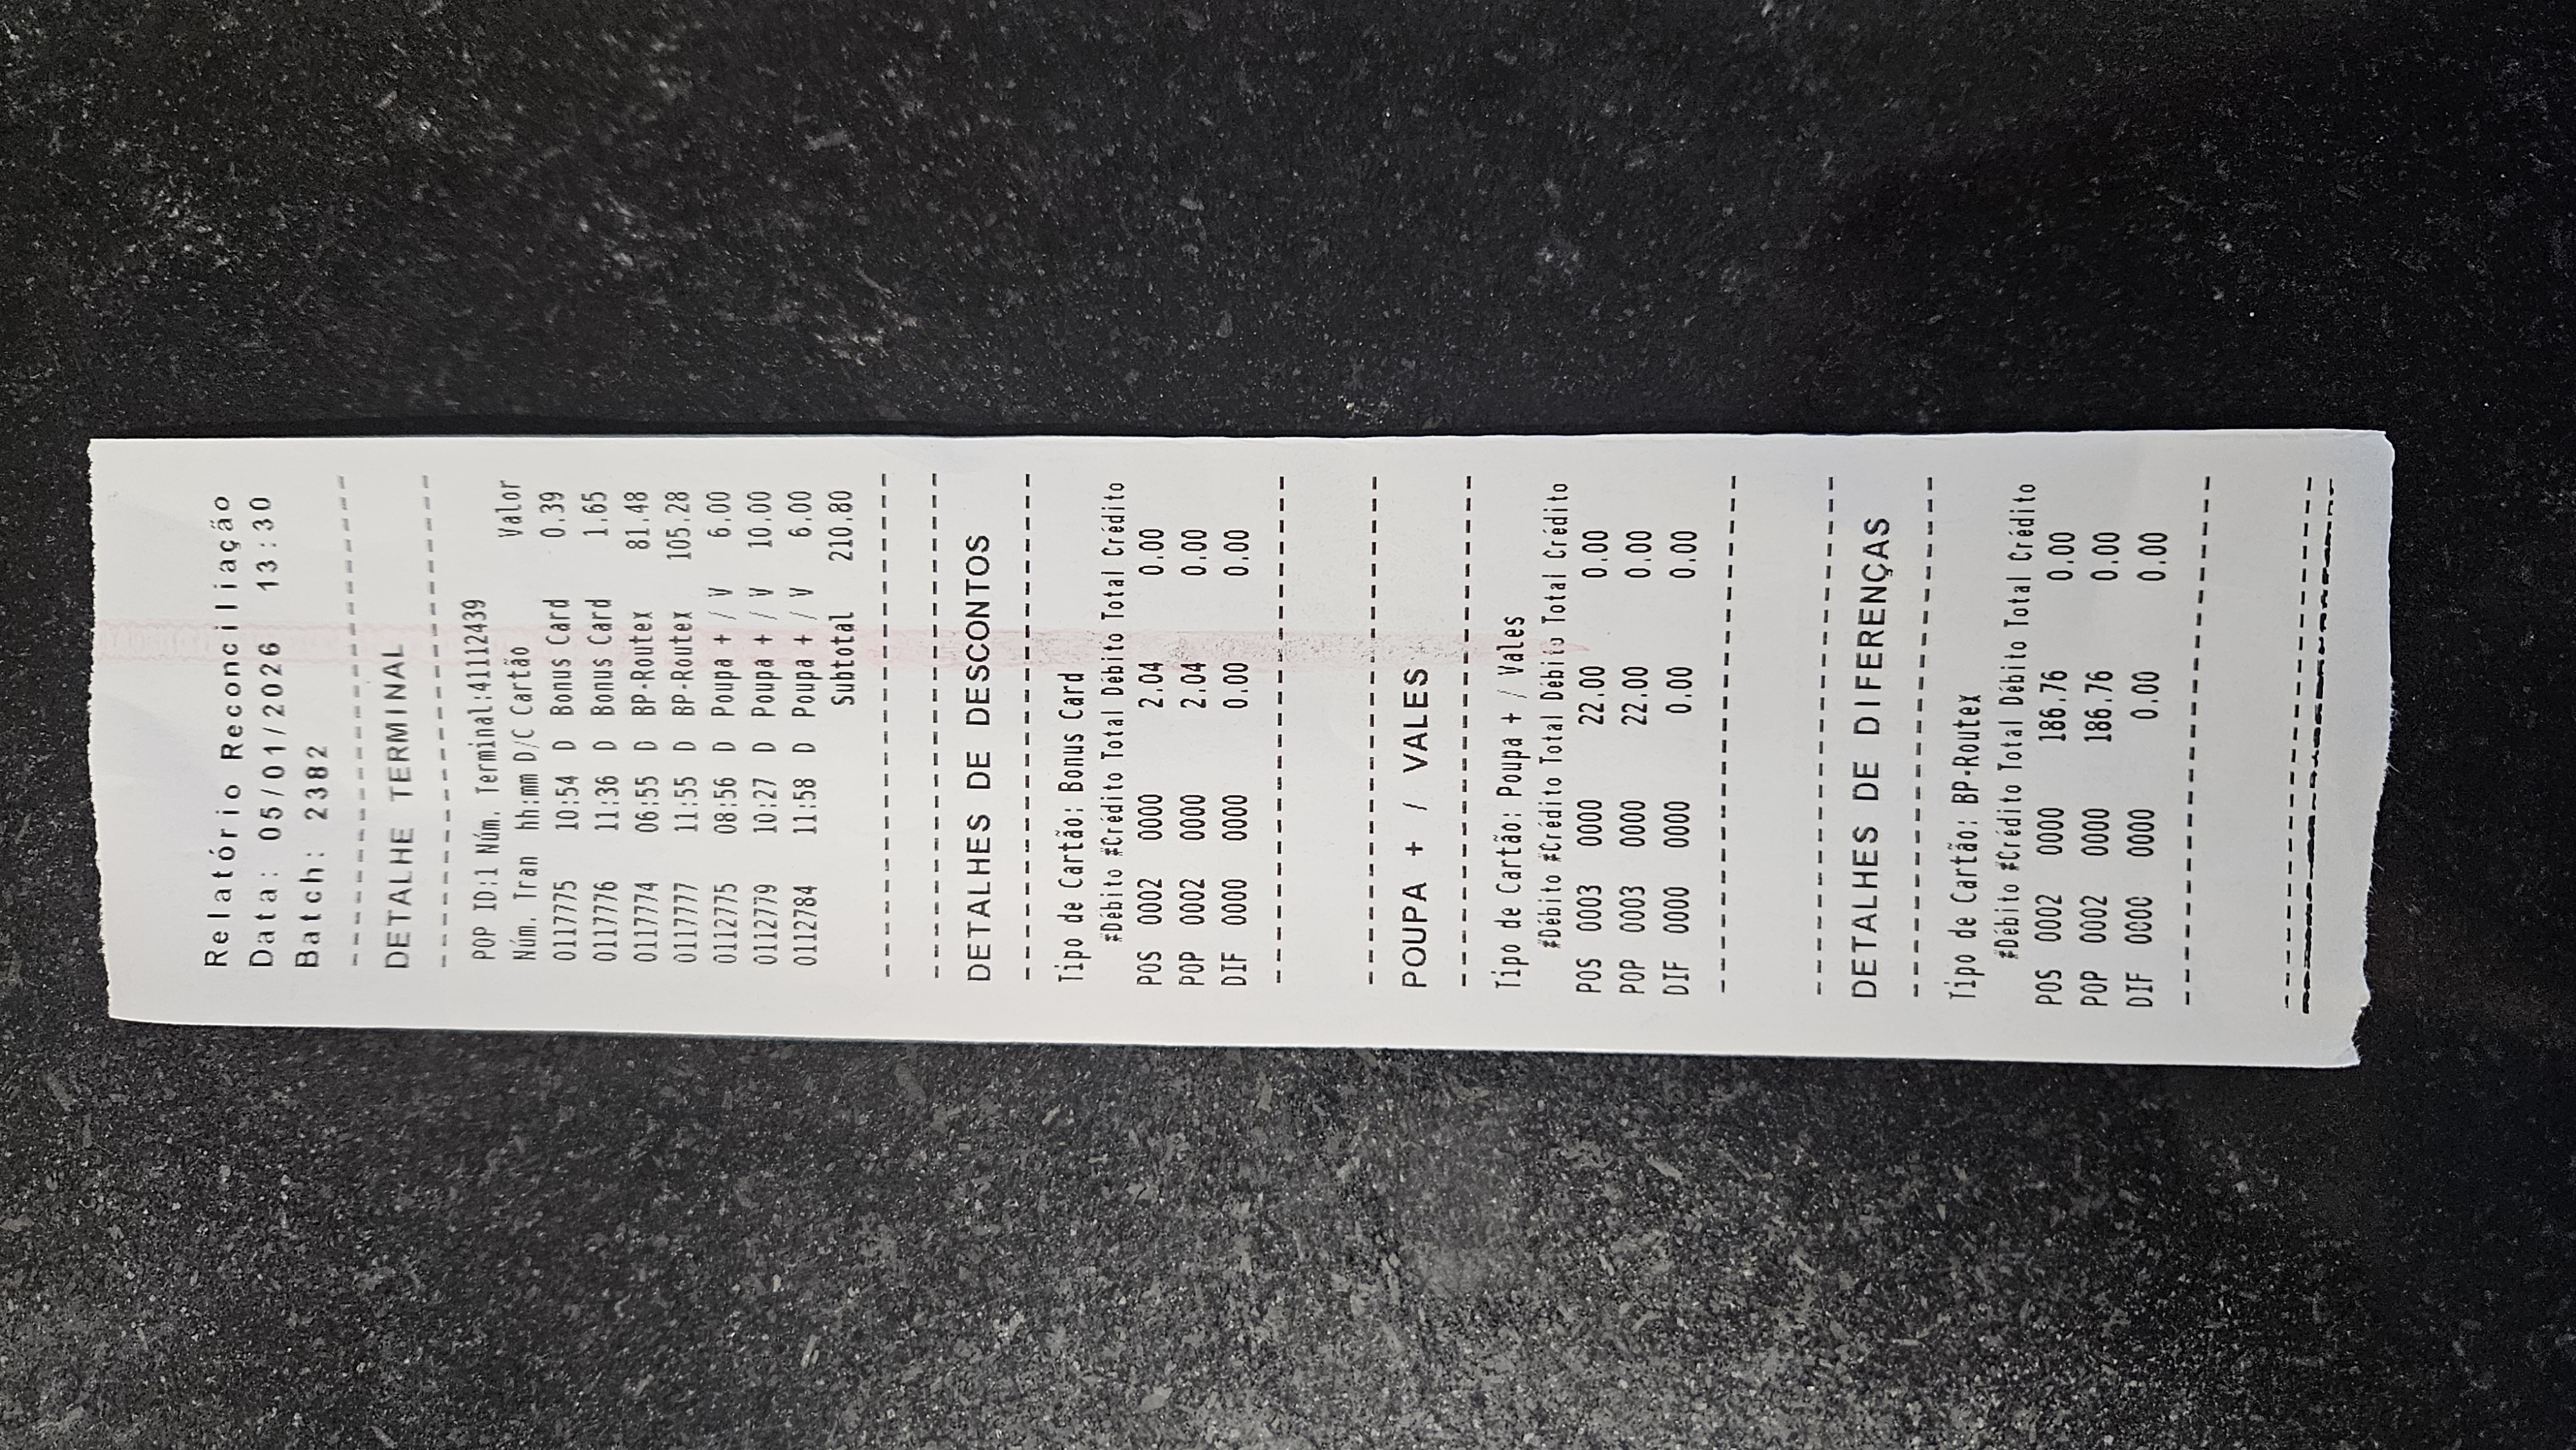 Relatório Reconciliação
Data: 05/01/2026 13:30
Batch: 2382
------------------------
DETALHE TERMINAL
------------------------
POP ID:1 Núm. Terminal:41112439
Núm. Tran hh:mm D/C Cartão Valor
0117775 10:54 D Bonus Card 0.39
0117776 11:36 D Bonus Card 1.65
0117774 06:55 D BP-Routex 81.48
0117777 11:55 D BP-Routex 105.28
0112775 08:56 D Poupa + / V 6.00
0112779 10:27 D Poupa + / V 10.00
0112784 11:58 D Poupa + / V 6.00
Subtotal 210.80
------------------------
------------------------
DETALHES DE DESCONTOS
------------------------
Tipo de Cartão: Bonus Card
#Débito #Crédito Total Débito Total Crédito
POS 0002 0000 2.04 0.00
POP 0002 0000 2.04 0.00
DIF 0000 0000 0.00 0.00
------------------------
------------------------
POUPA + / VALES
------------------------
Tipo de Cartão: Poupa + / Vales
#Débito #Crédito Total Débito Total Crédito
POS 0003 0000 22.00 0.00
POP 0003 0000 22.00 0.00
DIF 0000 0000 0.00 0.00
------------------------
------------------------
DETALHES DE DIFERENÇAS
------------------------
Tipo de Cartão: BP-Routex
#Débito #Crédito Total Débito Total Crédito
POS 0002 0000 186.76 0.00
POP 0002 0000 186.76 0.00
DIF 0000 0000 0.00 0.00
------------------------
------------------------